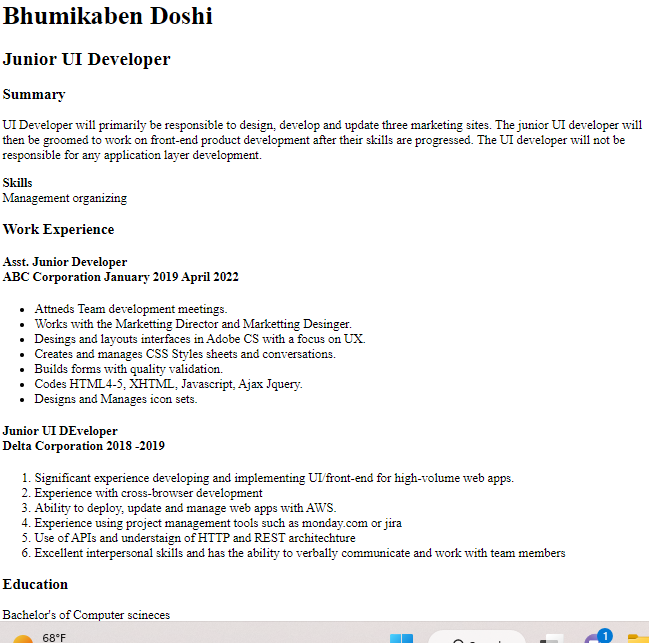 Bhumikaben Doshi
Junior UI Developer
Summary
UI Developer will primarily be responsible to design, develop and update three marketing sites. The junior UI developer will
then be groomed to work on front-end product development after their skills are progressed. The UI developer will not be
responsible for any application layer development.
Skills
Management organizing
Work Experience
Asst. Junior Developer
ABC Corporation January 2019 April 2022
• Attneds Team development meetings.
• Works with the Marketting Director and Marketting Desinger.
• Desings and layouts interfaces in Adobe CS with a focus on UX.
• Creates and manages CSS Styles sheets and conversations.
• Builds forms with quality validation.
• Codes HTML4-5, XHTML, Javascript, Ajax Jquery.
• Designs and Manages icon sets.
Junior UI DEveloper
Delta Corporation 2018 -2019
1. Significant experience developing and implementing UI/front-end for high-volume web apps.
2. Experience with cross-browser development
3. Ability to deploy, update and manage web apps with AWS.
4. Experience using project management tools such as monday.com or jira
5. Use of APIs and understaign of HTTP and REST architechture
6. Excellent interpersonal skills and has the ability to verbally communicate and work with team members
Education
Bachelor's of Computer scineces
68°F
1